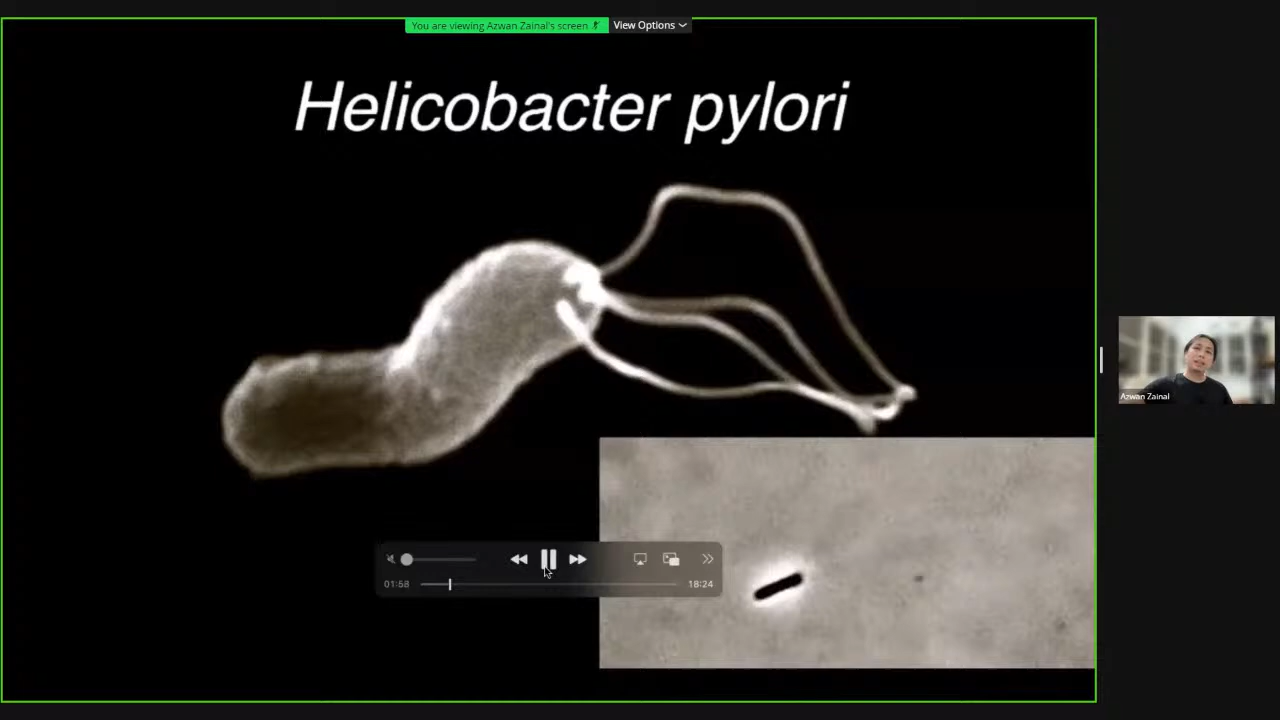 You are viewing Azwan Zainal's screen
View Options
Helicobacter pylori
01:58
18:24
Azwan Zainal